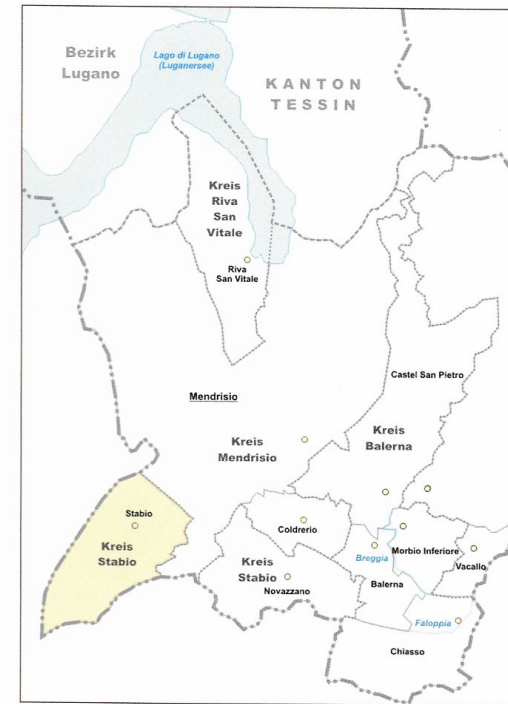 Bezirk
Lugano
Lago di Lugano
(Luganersee)
KANTON
TESSIN
Kreis
Riva
San
Vitale
Riva
San Vitale
Castel San Pietro
Mendrisio
Kreis
Mendrisio
Kreis
Balerna
Stabio
Kreis
Stabio
Coldrerio
Kreis
Stabio
Novazzano
Breggia
Morbio Inferiore
Vacallo
Balerna
Faloppia
Chiasso